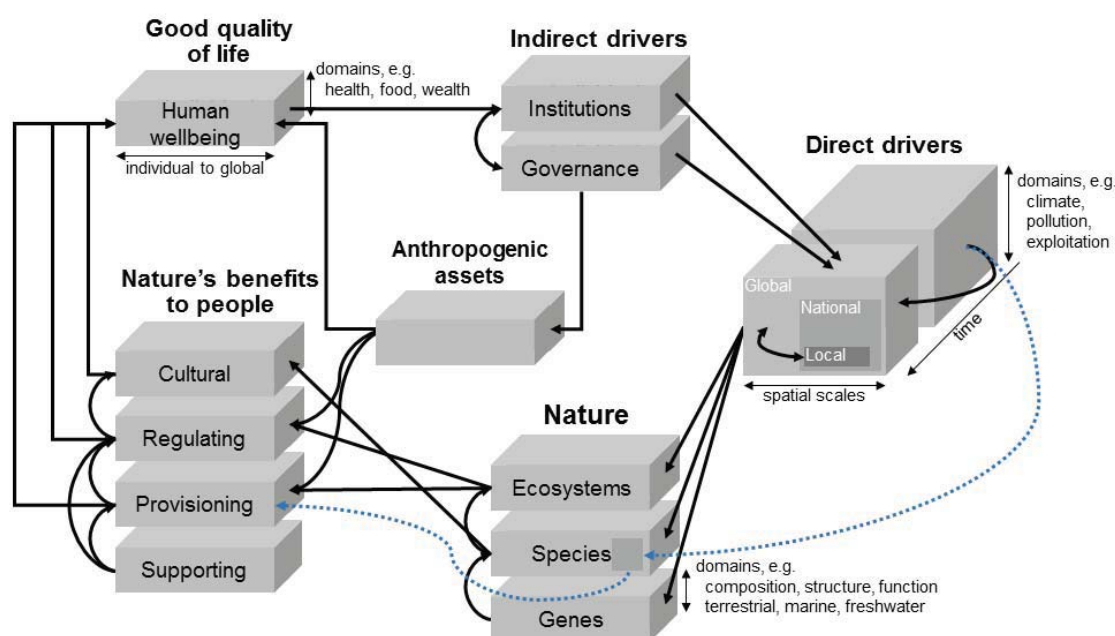 Good quality
of life
Human
wellbeing
individual to global
domains, e.g.
health, food, wealth
Indirect drivers
Institutions
Governance
Direct drivers
domains, e.g.
climate,
pollution,
exploitation
Global
National
Local
time
spatial scales
Anthropogenic
assets
Nature’s benefits
to people
Cultural
Regulating
Provisioning
Supporting
Nature
Ecosystems
Species
Genes
domains, e.g.
composition, structure, function
terrestrial, marine, freshwater